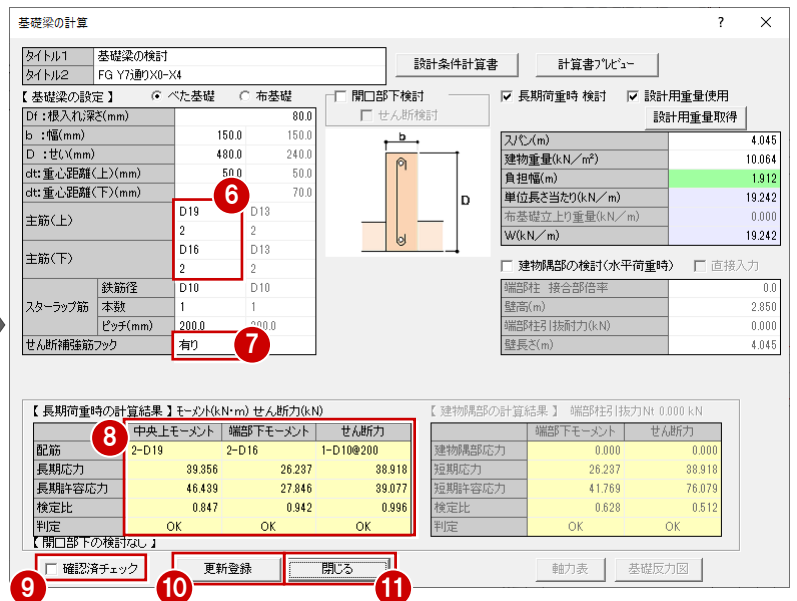 基礎梁の計算 ? ×
タイトル1 基礎梁の検討
タイトル2 FG Y7通りX0-X4
設計条件計算書 計算書プレビュー
【 基礎梁の設定 】 べた基礎 布基礎
開口部下検討
せん断検討
長期荷重時 検討 設計用重量使用
設計用重量取得
Df:根入れ深さ(mm) 80.0
b :幅(mm) 150.0 150.0
D :せい(mm) 480.0 240.0
dt:重心距離(上)(mm) 50.0 50.0
dt:重心距離(下)(mm) 70.0
6
主筋(上) D19 D13
2 2
主筋(下) D16 D13
2 2
スターラップ筋 鉄筋径 D10 D10
本数 1 1
ピッチ(mm) 200.0 200.0
せん断補強筋フック 有り
7
b
D
スパン(m) 4.045
建物重量(kN/㎡) 10.064
負担幅(m) 1.912
単位長さ当たり(kN/m) 19.242
布基礎立上り重量(kN/m) 0.000
W(kN/m) 19.242
建物隅部の検討(水平荷重時) 直接入力
端部柱 接合部倍率 0.0
壁高(m) 2.850
端部柱引抜耐力(kN) 0.000
壁長さ(m) 4.045
【 長期荷重時の計算結果 】モーメント(kN・m) せん断力(kN)
8
中央上モーメント 端部下モーメント せん断力
配筋 2-D19 2-D16 1-D10@200
長期応力 39.356 26.237 38.918
長期許容応力 46.439 27.846 39.077
検定比 0.847 0.942 0.996
判定 OK OK OK
【 開口部下の検討なし 】
【 建物隅部の計算結果 】 端部柱引抜力Nt 0.000 kN
端部下モーメント せん断力
建物隅部応力 0.000 0.000
短期応力 26.237 38.918
短期許容応力 41.769 76.079
検定比 0.628 0.512
判定 OK OK
確認済チェック 更新登録 閉じる 軸力表 基礎反力図
9 10 11